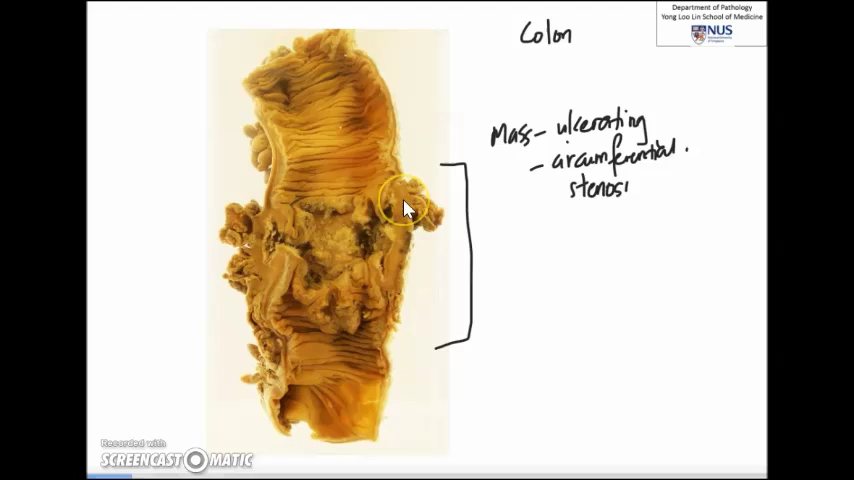 Colon
Department of Pathology
Yong Loo Lin School of Medicine
NUS
Mass - ulcerating
- circumferential.
stenosi
Recorded with
SCREENCAST MATIC